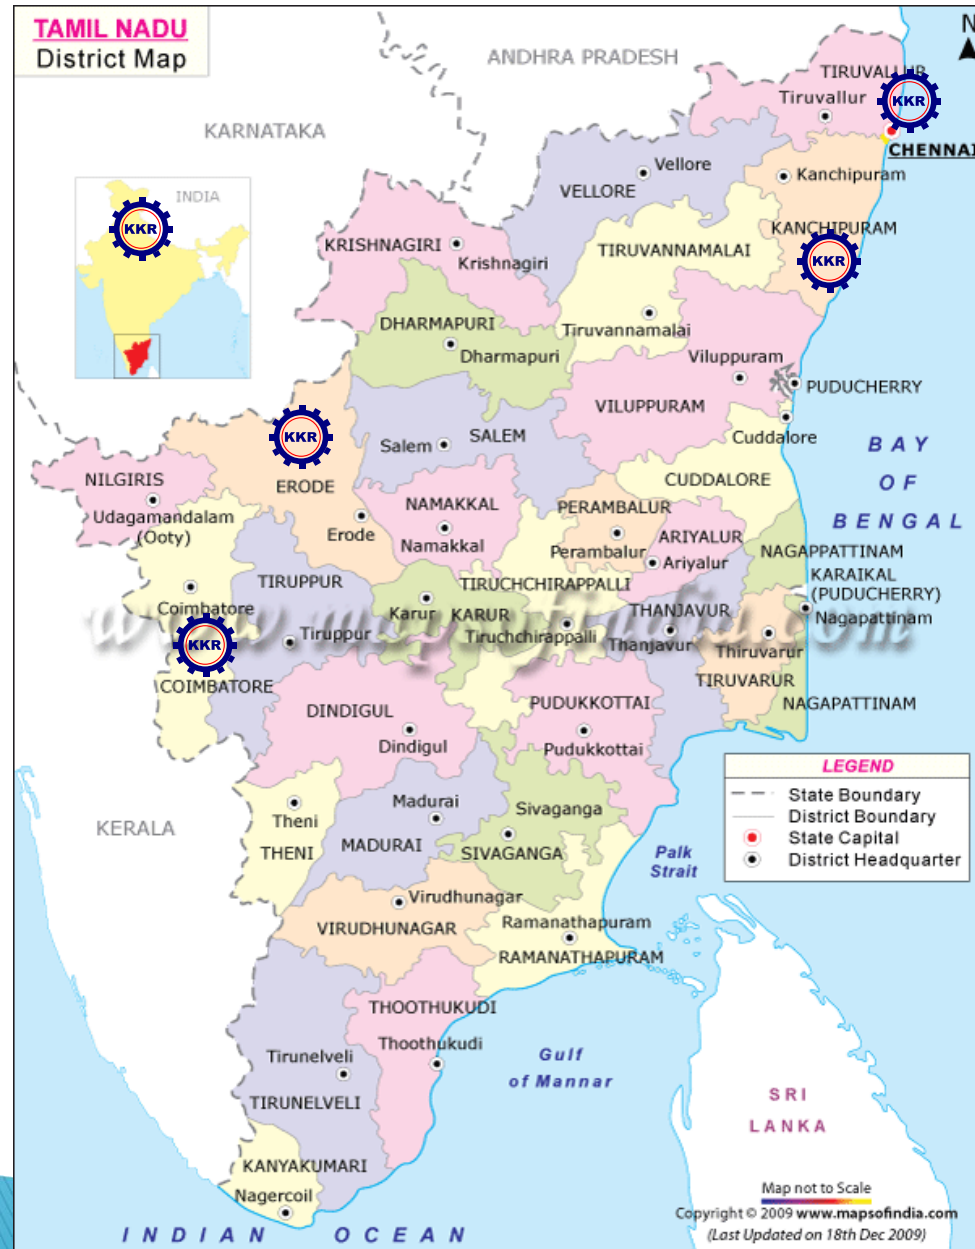 TAMIL NADU
District Map
N
ANDHRA PRADESH
KARNATAKA
INDIA
KKR
TIRUVALLUR
Tiruvallur
KKR
CHENNAI
Vellore
VELLORE
Kanchipuram
KANCHIPURAM
KKR
KRISHNAGIRI
Krishnagiri
TIRUVANNAMALAI
Tiruvannamalai
DHARMAPURI
Dharmapuri
Viluppuram
VILUPPURAM
PUDUCHERRY
Cuddalore
CUDDALORE
KKR
ERODE
Erode
Salem
SALEM
NILGIRIS
Udagamandalam
(Ooty)
NAMAKKAL
Namakkal
PERAMBALUR
Perambalur
ARIYALUR
Ariyalur
BAY
OF
BENGAL
NAGAPPATTINAM
KARAIKAL
(PUDUCHERRY)
Nagapattinam
TIRUPPUR
Tiruppur
TIRUCHCHIRAPPALLI
Tiruchchirappalli
Coimbatore
KKR
COIMBATORE
Karur
KARUR
THANJAVUR
Thanjavur
Thiruvarur
TIRUVARUR
NAGAPATTINAM
www.mapsofindia.com
DINDIGUL
Dindigul
PUDUKKOTTAI
Pudukkottai
LEGEND
State Boundary
District Boundary
State Capital
District Headquarter
KERALA
Theni
THENI
Madurai
MADURAI
Sivaganga
SIVAGANGA
Palk
Strait
Virudhunagar
VIRUDHUNAGAR
Ramanathapuram
RAMANATHAPURAM
THOOTHUKUDI
Thoothukudi
Tirunelveli
TIRUNELVELI
Gulf
of Mannar
SRI
LANKA
KANYAKUMARI
Nagercoil
INDIAN OCEAN
Map not to Scale
Copyright © 2009 www.mapsofindia.com
(Last Updated on 18th Dec 2009)